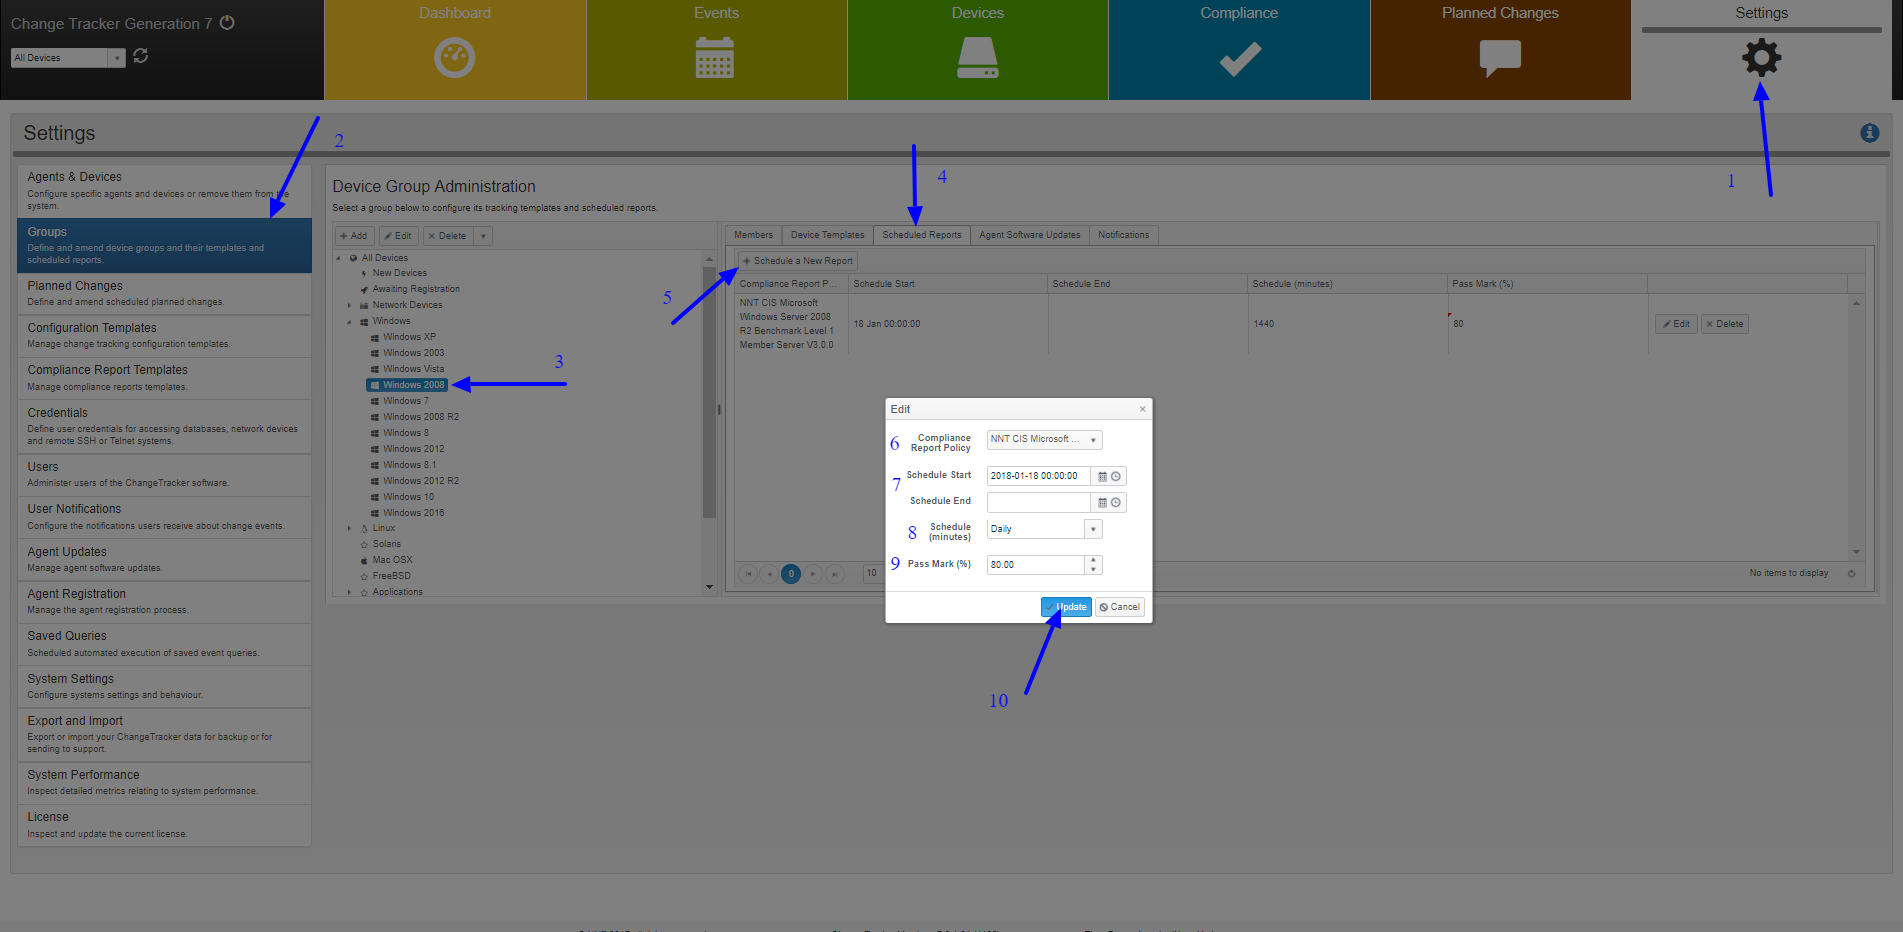 Change Tracker Generation 7
All Devices
Dashboard
Events
Devices
Compliance
Planned Changes
Settings
Settings
1
2
Agents & Devices
Configure specific agents and devices or remove them from the
system.
Groups
Define and amend device groups and their templates and
scheduled reports.
Planned Changes
Define and amend scheduled planned changes.
Configuration Templates
Manage change tracking configuration templates.
Compliance Report Templates
Manage compliance reports templates.
Credentials
Define user credentials for accessing databases, network devices
and remote SSH or Telnet systems.
Users
Administer users of the ChangeTracker software.
User Notifications
Configure the notifications users receive about change events.
Agent Updates
Manage agent software updates.
Agent Registration
Manage the agent registration process.
Saved Queries
Scheduled automated execution of saved event queries.
System Settings
Configure systems settings and behaviour.
Export and Import
Export or import your ChangeTracker data for backup or for
sending to support.
System Performance
Inspect detailed metrics relating to system performance.
License
Inspect and update the current license.
Device Group Administration
Select a group below to configure its tracking templates and scheduled reports.
Add Edit Delete
All Devices
New Devices
Awaiting Registration
Network Devices
Windows
Windows XP
Windows 2003
Windows Vista
Windows 2008
3
Windows 7
Windows 2008 R2
Windows 8
Windows 2012
Windows 8.1
Windows 2012 R2
Windows 10
Windows 2016
Linux
Solaris
Mac OSX
FreeBSD
Applications
4
Members Device Templates Scheduled Reports Agent Software Updates Notifications
5
Schedule a New Report
Compliance Report P... Schedule Start Schedule End Schedule (minutes) Pass Mark (%)
NNT CIS Microsoft
Windows Server 2008
R2 Benchmark Level 1
Member Server V3.0.0
18 Jan 00:00:00 1440 80 Edit Delete
0 10 No items to display
Edit
6 Compliance
Report Policy
NNT CIS Microsoft ...
7 Schedule Start 2018-01-18 00:00:00
Schedule End
8 Schedule
(minutes)
Daily
9 Pass Mark (%) 80.00
Update Cancel
10